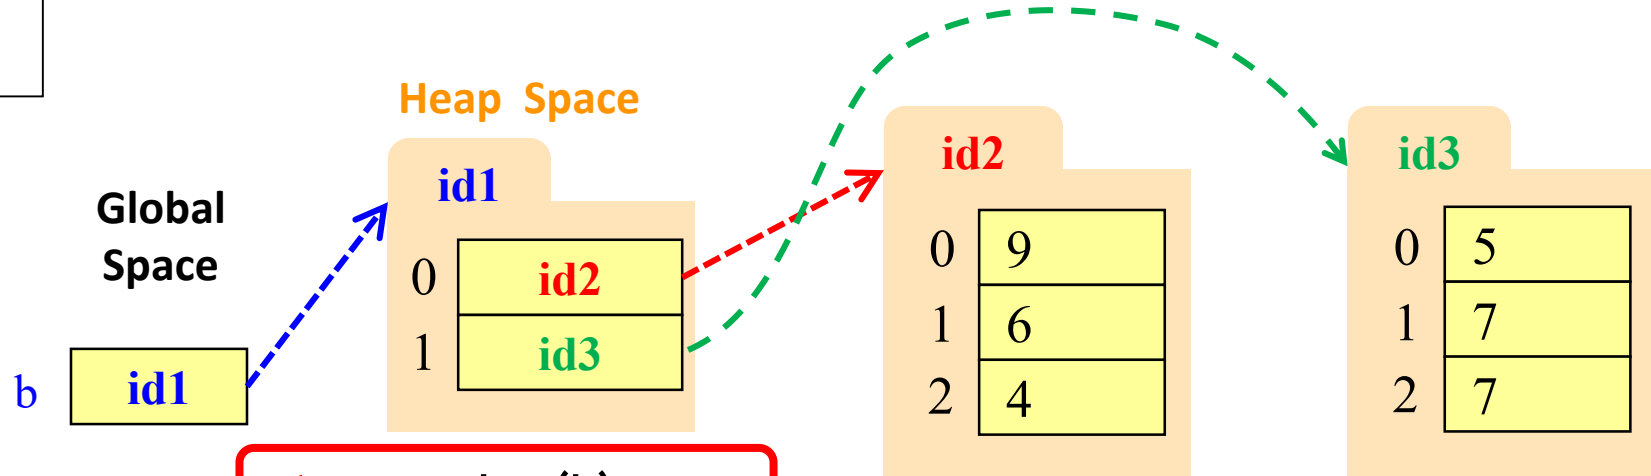 Heap Space
Global
Space
b id1
id1
0 id2
1 id3
id2
0 9
1 6
2 4
id3
0 5
1 7
2 7